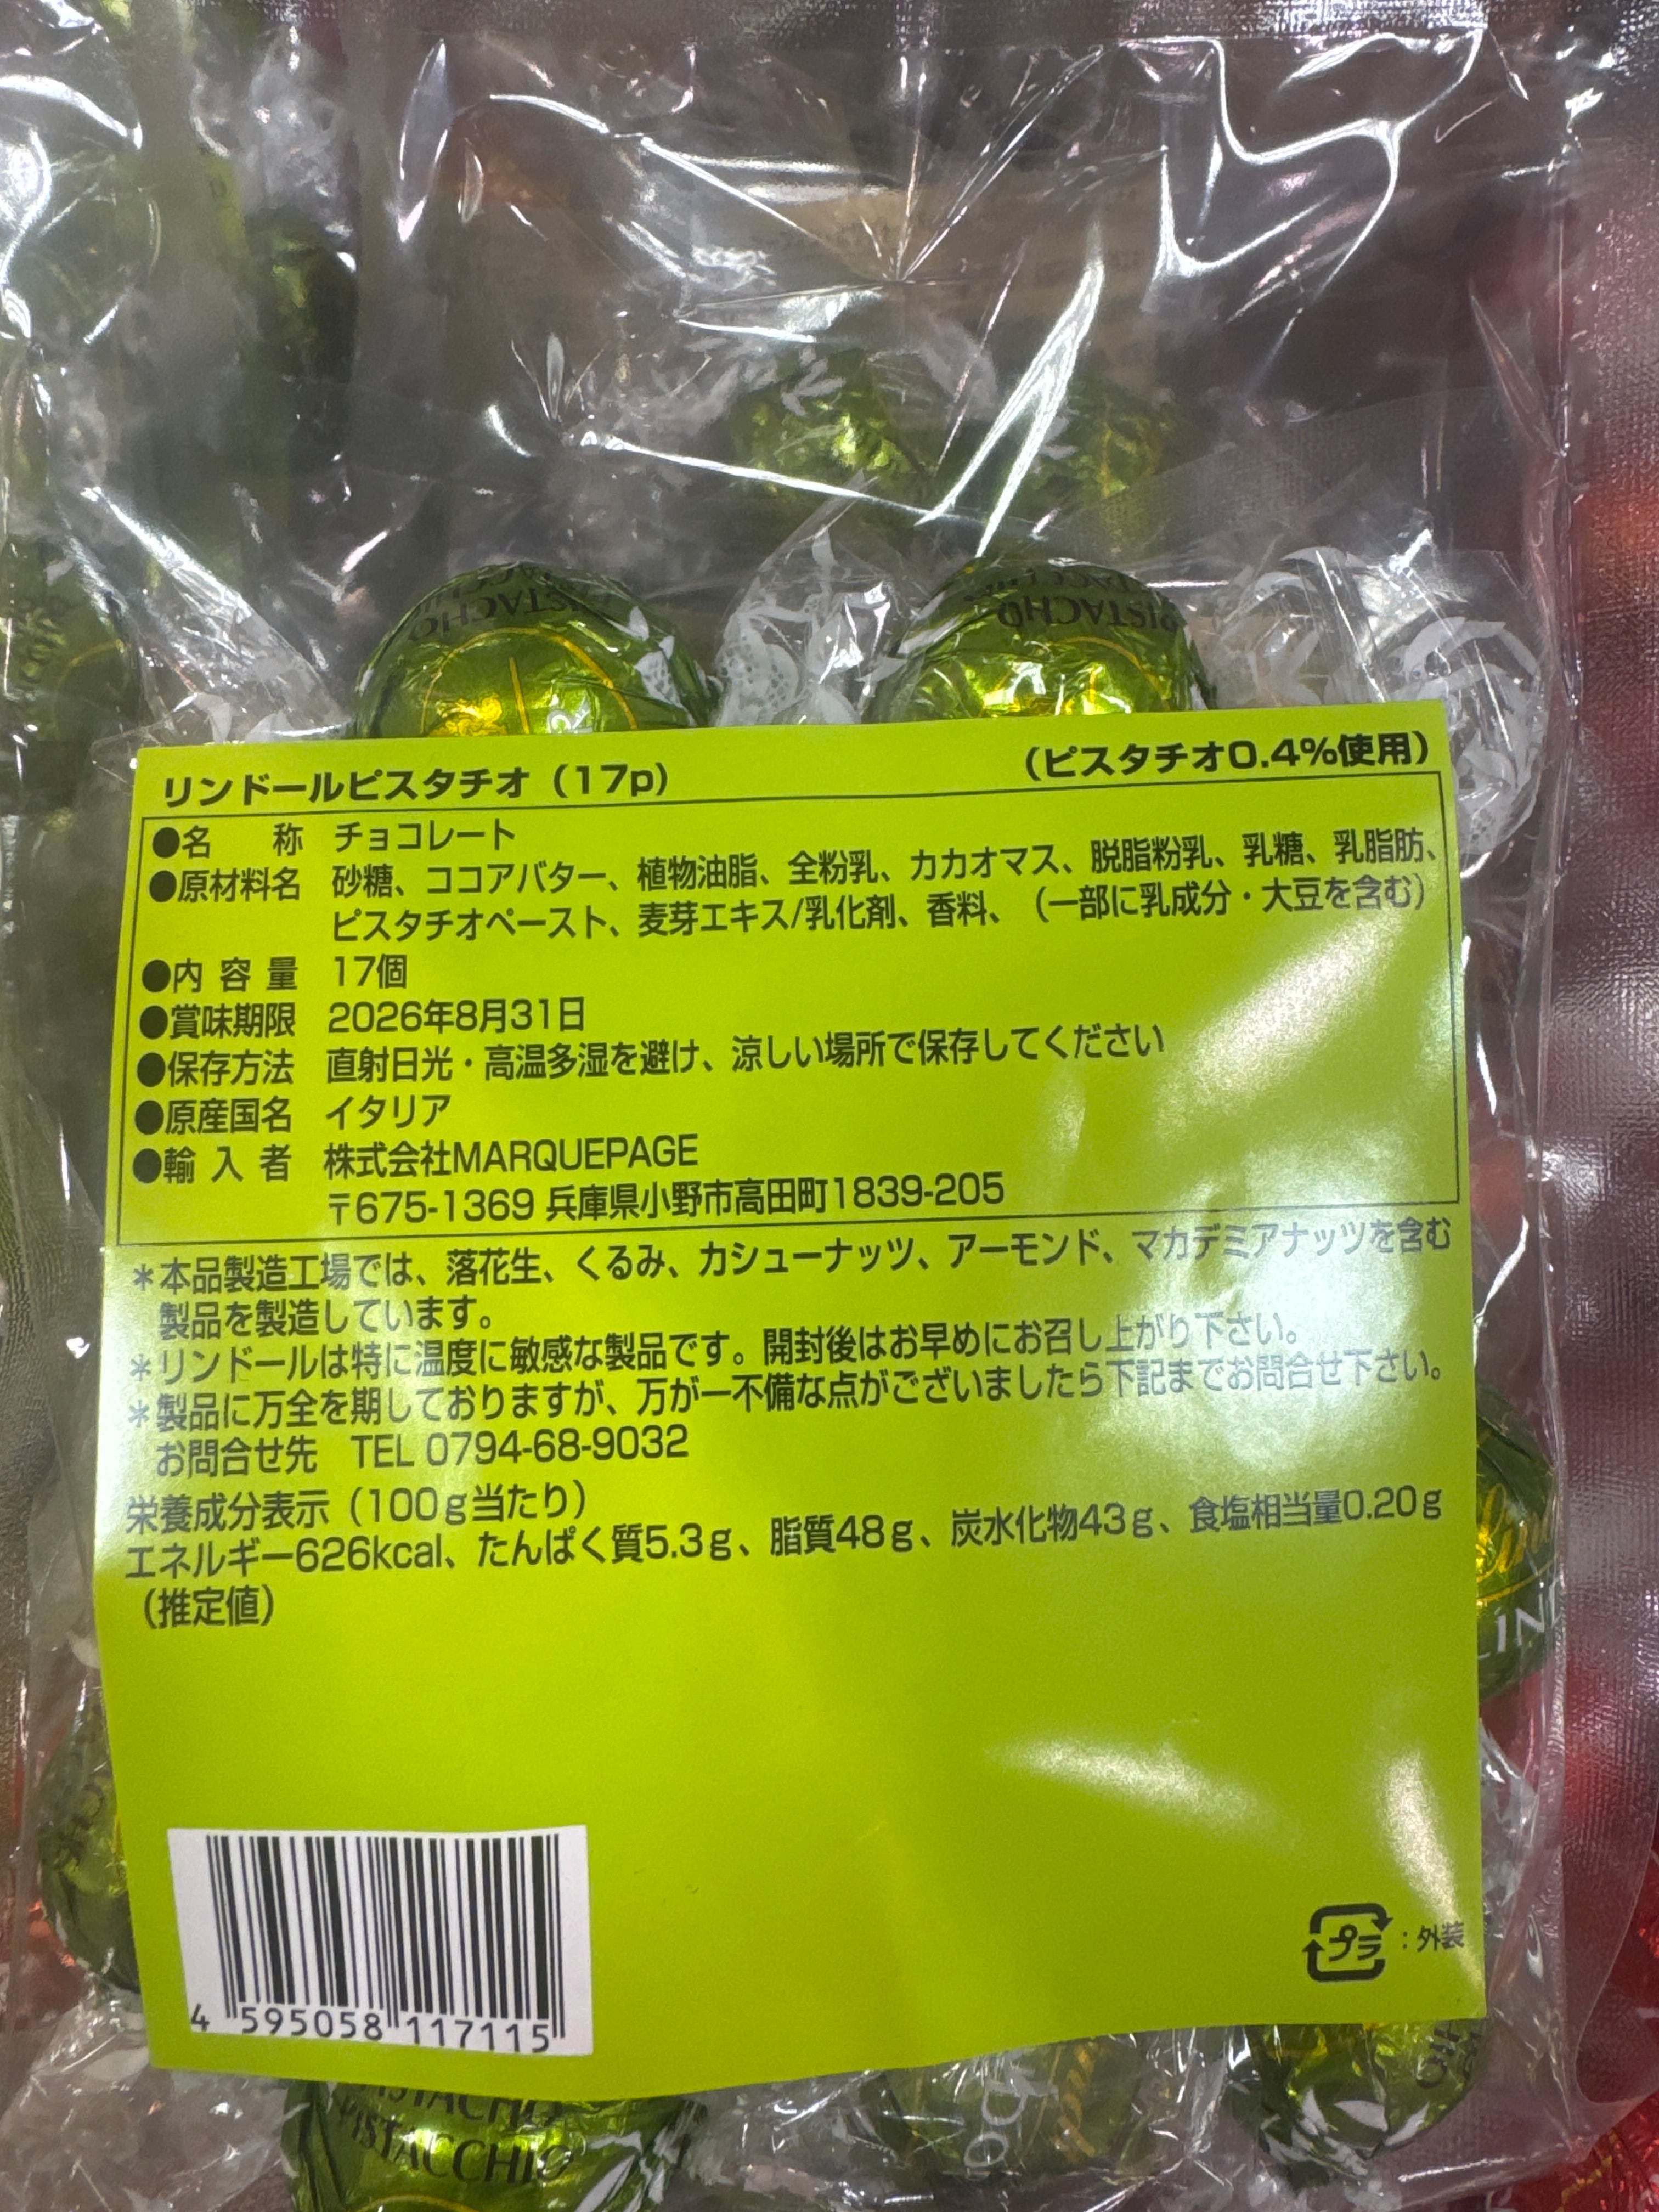 PISTACHO
PISTACHO
リンドールピスタチオ（17p）
（ピスタチオ0.4%使用）
●名　　称　チョコレート
●原材料名　砂糖、ココアバター、植物油脂、全粉乳、カカオマス、脱脂粉乳、乳糖、乳脂肪、
ピスタチオペースト、麦芽エキス/乳化剤、香料、（一部に乳成分・大豆を含む）
●内 容 量　17個
●賞味期限　2026年8月31日
●保存方法　直射日光・高温多湿を避け、涼しい場所で保存してください
●原産国名　イタリア
●輸 入 者　株式会社MARQUEPAGE
〒675-1369 兵庫県小野市高田町1839-205
＊本品製造工場では、落花生、くるみ、カシューナッツ、アーモンド、マカデミアナッツを含む
製品を製造しています。
＊リンドールは特に温度に敏感な製品です。開封後はお早めにお召し上がり下さい。
＊製品に万全を期しておりますが、万が一不備な点がございましたら下記までお問合せ下さい。
お問合せ先　TEL 0794-68-9032
栄養成分表示（100g当たり）
エネルギー626kcal、たんぱく質5.3g、脂質48g、炭水化物43g、食塩相当量0.20g
（推定値）
4 595058 117115
プラ：外装
PISTACHO
PISTACCHIO